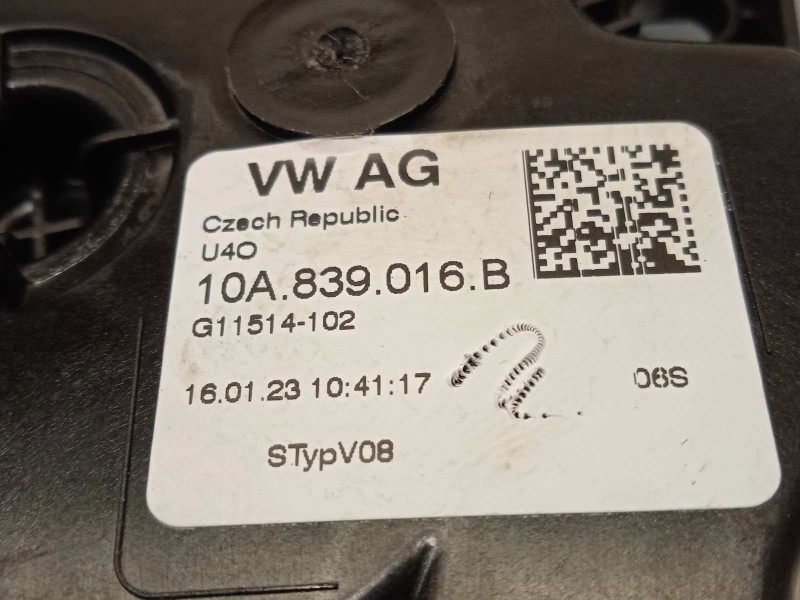 VW AG
Czech Republic
U4O
10A.839.016.B
G11514-102
16.01.23 10:41:17
06S
STypV08